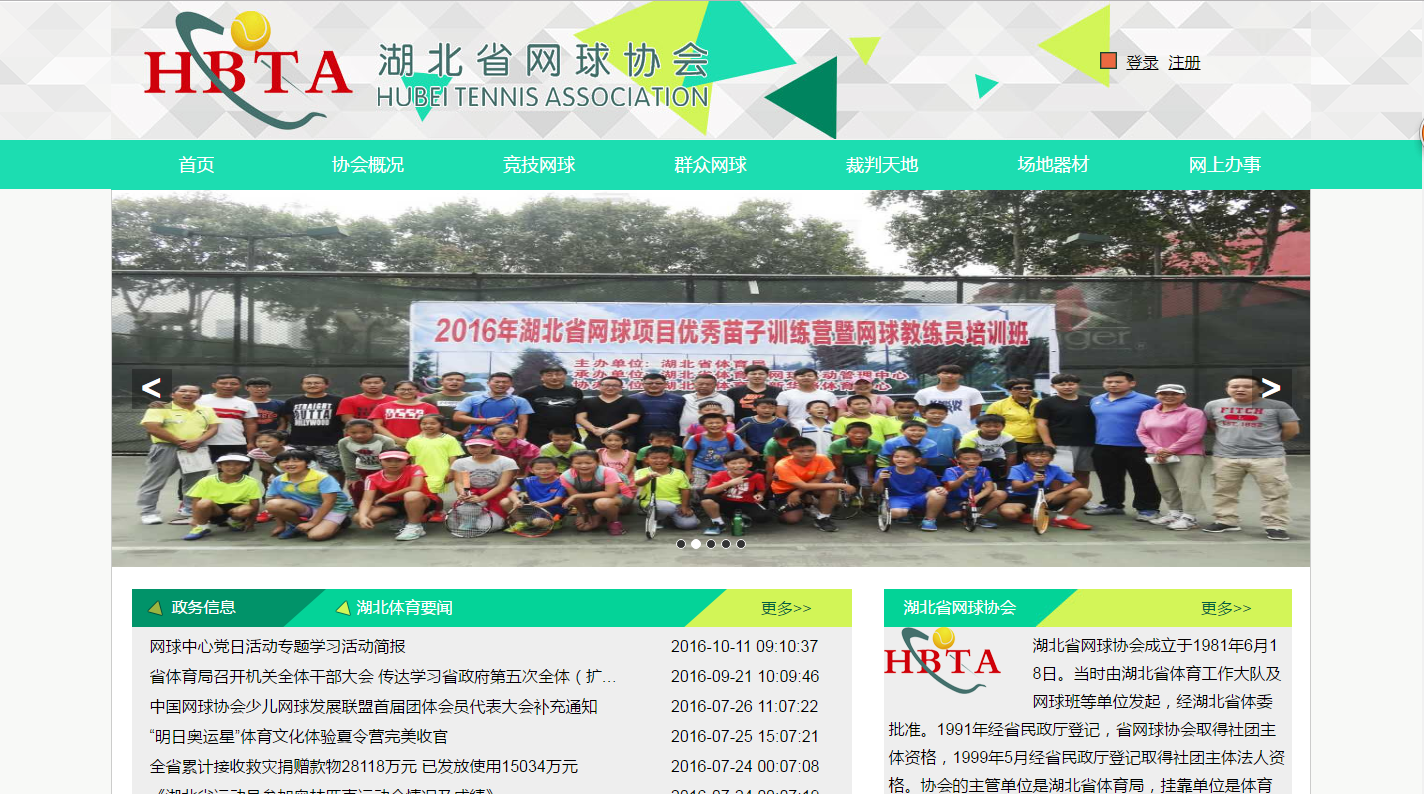 HBTA
湖北省网球协会
HUBEI TENNIS ASSOCIATION
登录 注册
首页 协会概况 竞技网球 群众网球 裁判天地 场地器材 网上办事
2016年湖北省网球项目优秀苗子训练营暨网球教练员培训班
主办单位：湖北省体育局
< >
STRAIGHT
OUTTA
FITCH
政务信息 湖北体育要闻 更多>>
网球中心党日活动专题学习活动简报 2016-10-11 09:10:37
省体育局召开机关全体干部大会 传达学习省政府第五次全体（扩... 2016-09-21 10:09:46
中国网球协会少儿网球发展联盟首届团体会员代表大会补充通知 2016-07-26 11:07:22
“明日奥运星”体育文化体验夏令营完美收官 2016-07-25 15:07:21
全省累计接收救灾捐赠款物28118万元 已发放使用15034万元 2016-07-24 00:07:08
湖北省网球协会 更多>>
HBTA
湖北省网球协会成立于1981年6月1
8日。当时由湖北省体育工作大队及
网球班等单位发起，经湖北省体委
批准。1991年经省民政厅登记，省网球协会取得社团主
体资格，1999年5月经省民政厅登记取得社团主体法人资
格。协会的主管单位是湖北省体育局，挂靠单位是体育